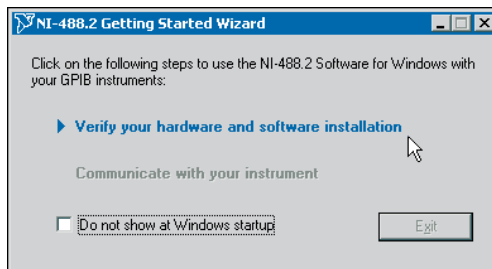 NI-488.2 Getting Started Wizard
Click on the following steps to use the NI-488.2 Software for Windows with
your GPIB instruments:
Verify your hardware and software installation
Communicate with your instrument
Do not show at Windows startup
Exit